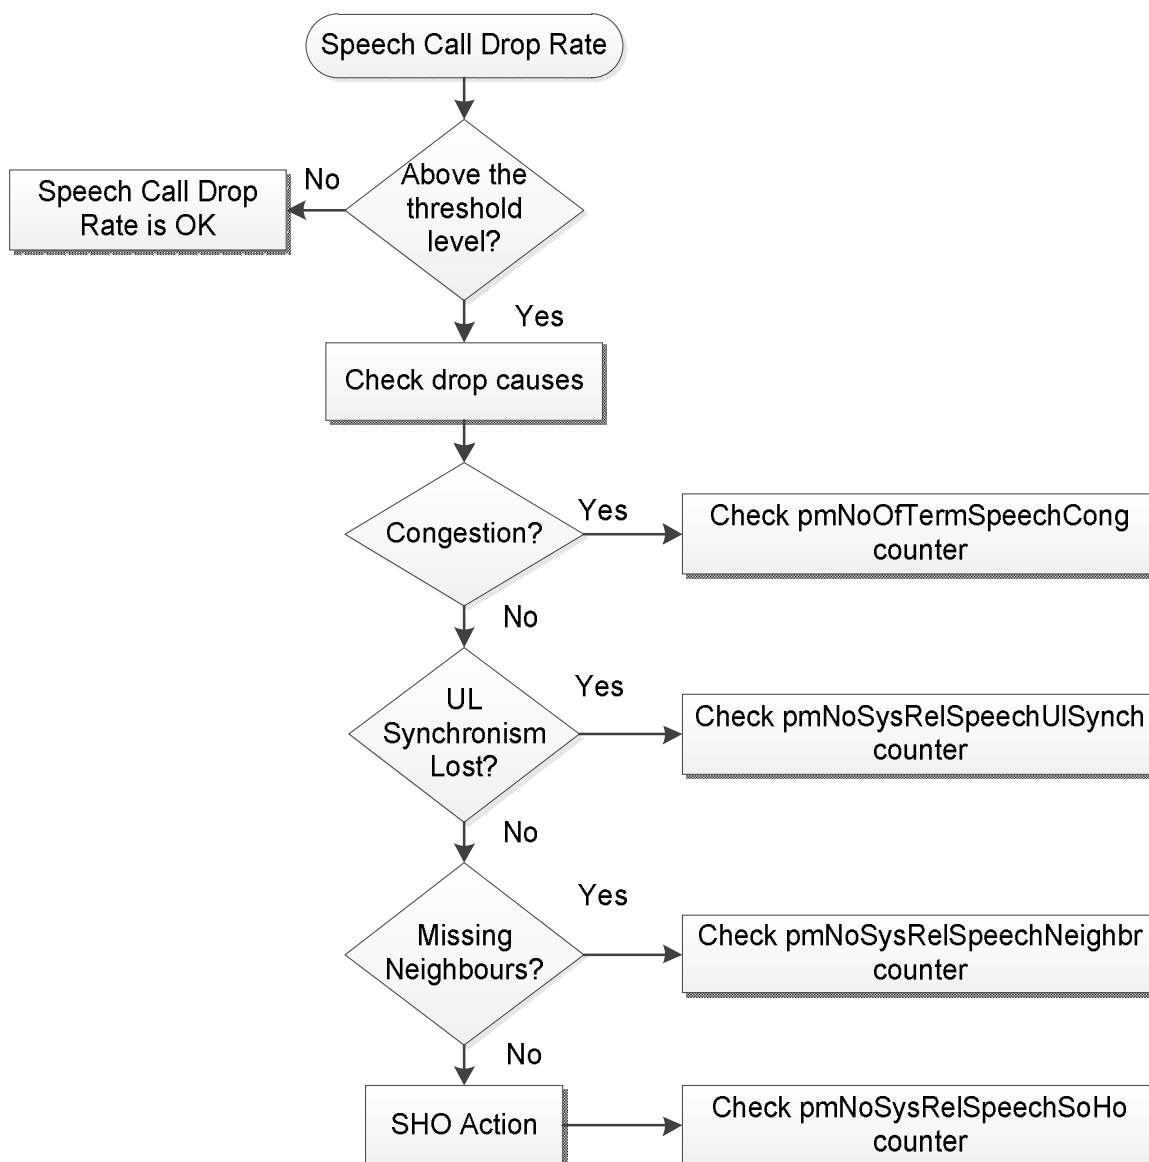 Speech Call Drop Rate
Above the
threshold
level?
No
Speech Call Drop
Rate is OK
Yes
Check drop causes
Congestion?
Yes
Check pmNoOfTermSpeechCong
counter
No
UL
Synchronism
Lost?
Yes
Check pmNoSysRelSpeechUlSynch
counter
No
Missing
Neighbours?
Yes
Check pmNoSysRelSpeechNeighbr
counter
No
SHO Action
Check pmNoSysRelSpeechSoHo
counter